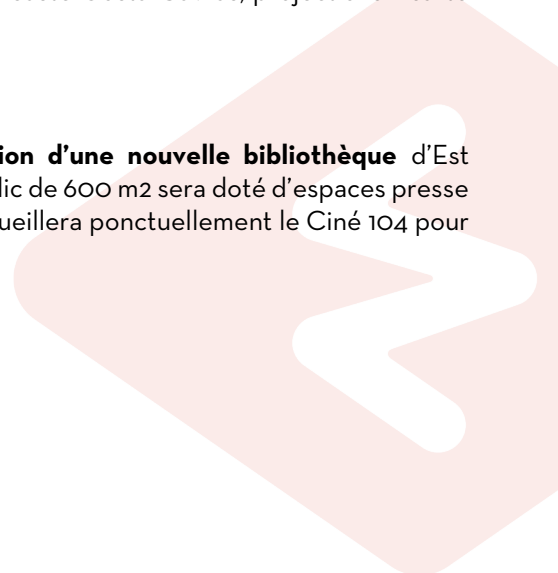 ion d'une nouvelle bibliothèque d'Est
lic de 600 m2 sera doté d'espaces presse
ueillera ponctuellement le Ciné 104 pour